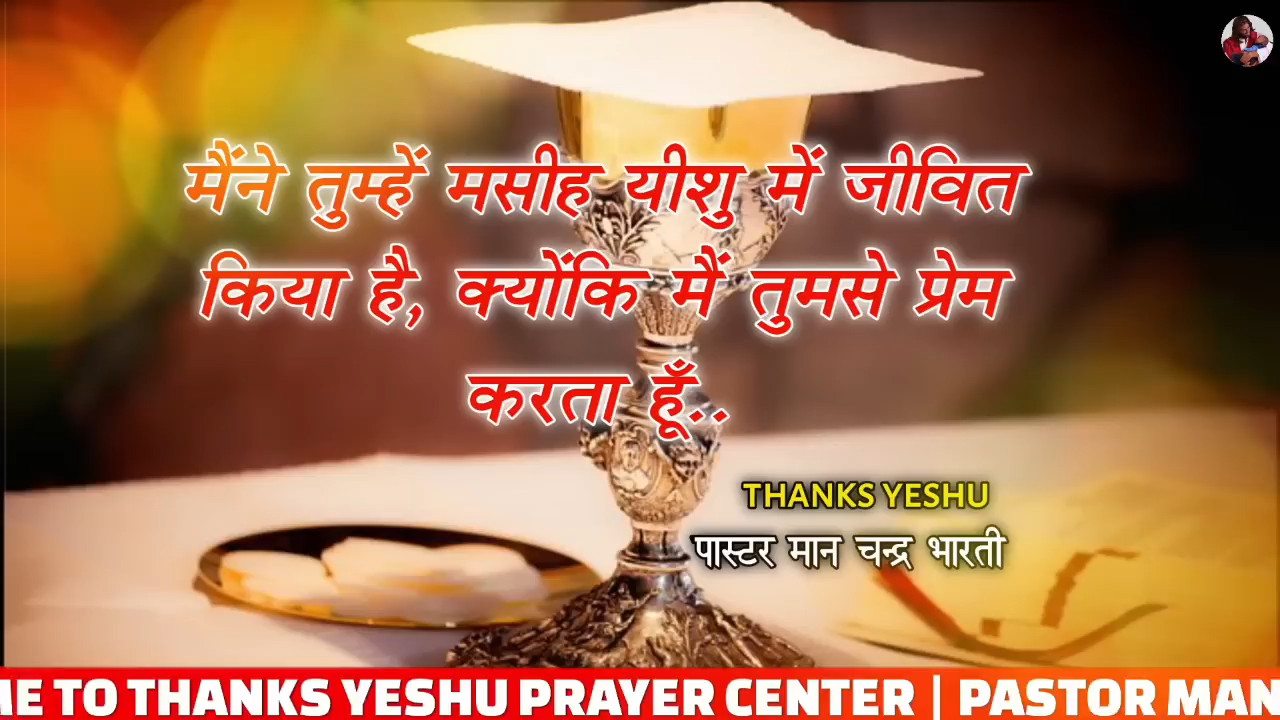 मैंने तुम्हें मसीह यीशु में जीवित
किया है, क्योंकि मैं तुमसे प्रेम
करता हूँ..
THANKS YESHU
पास्टर मान चन्द्र भारती
ME TO THANKS YESHU PRAYER CENTER | PASTOR MAN